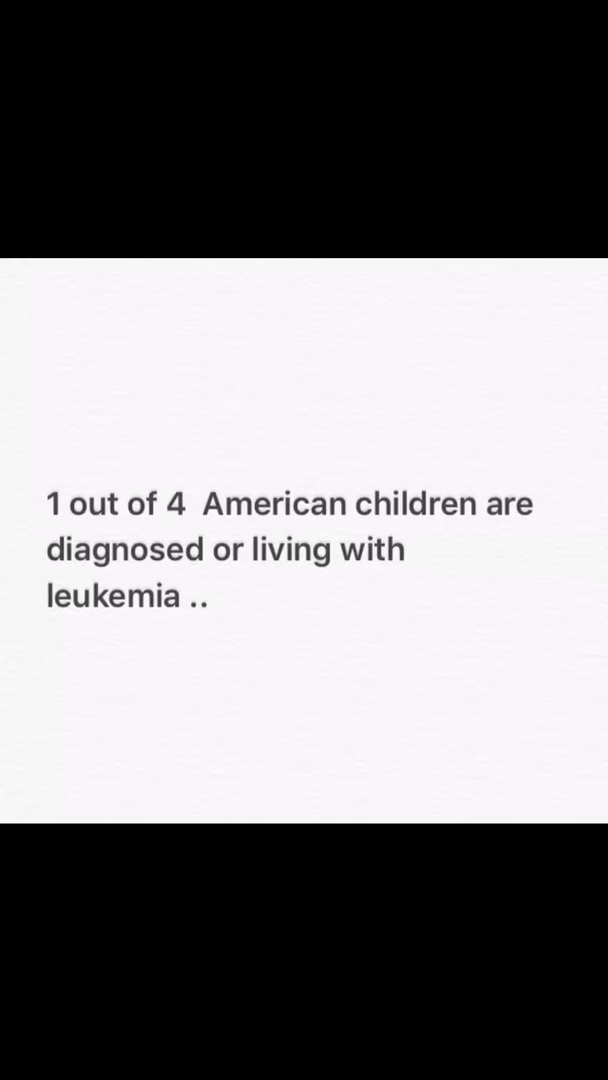 1 out of 4  American children are
diagnosed or living with
leukemia ..